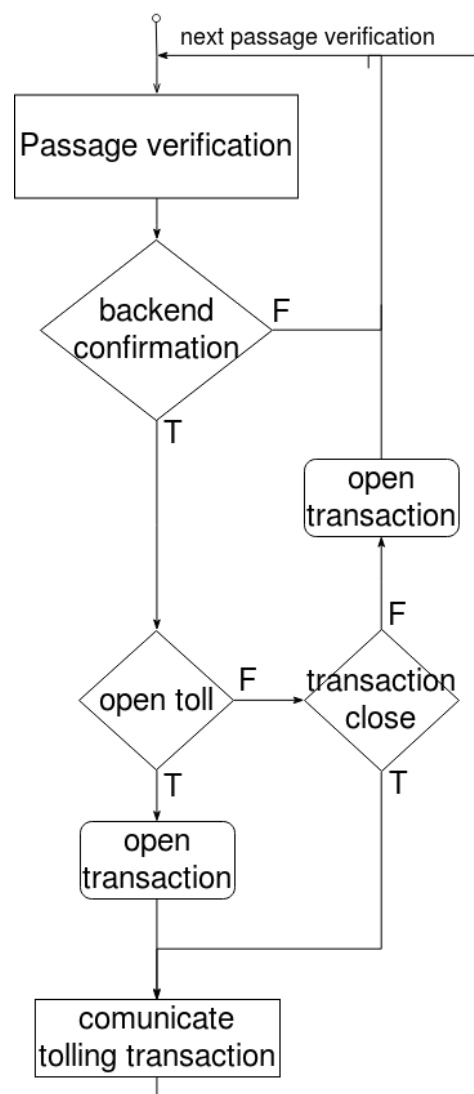 next passage verification
Passage verification
backend
confirmation
F
T
open
transaction
F
open toll
F
transaction
close
T
T
open
transaction
comunicate
tolling transaction